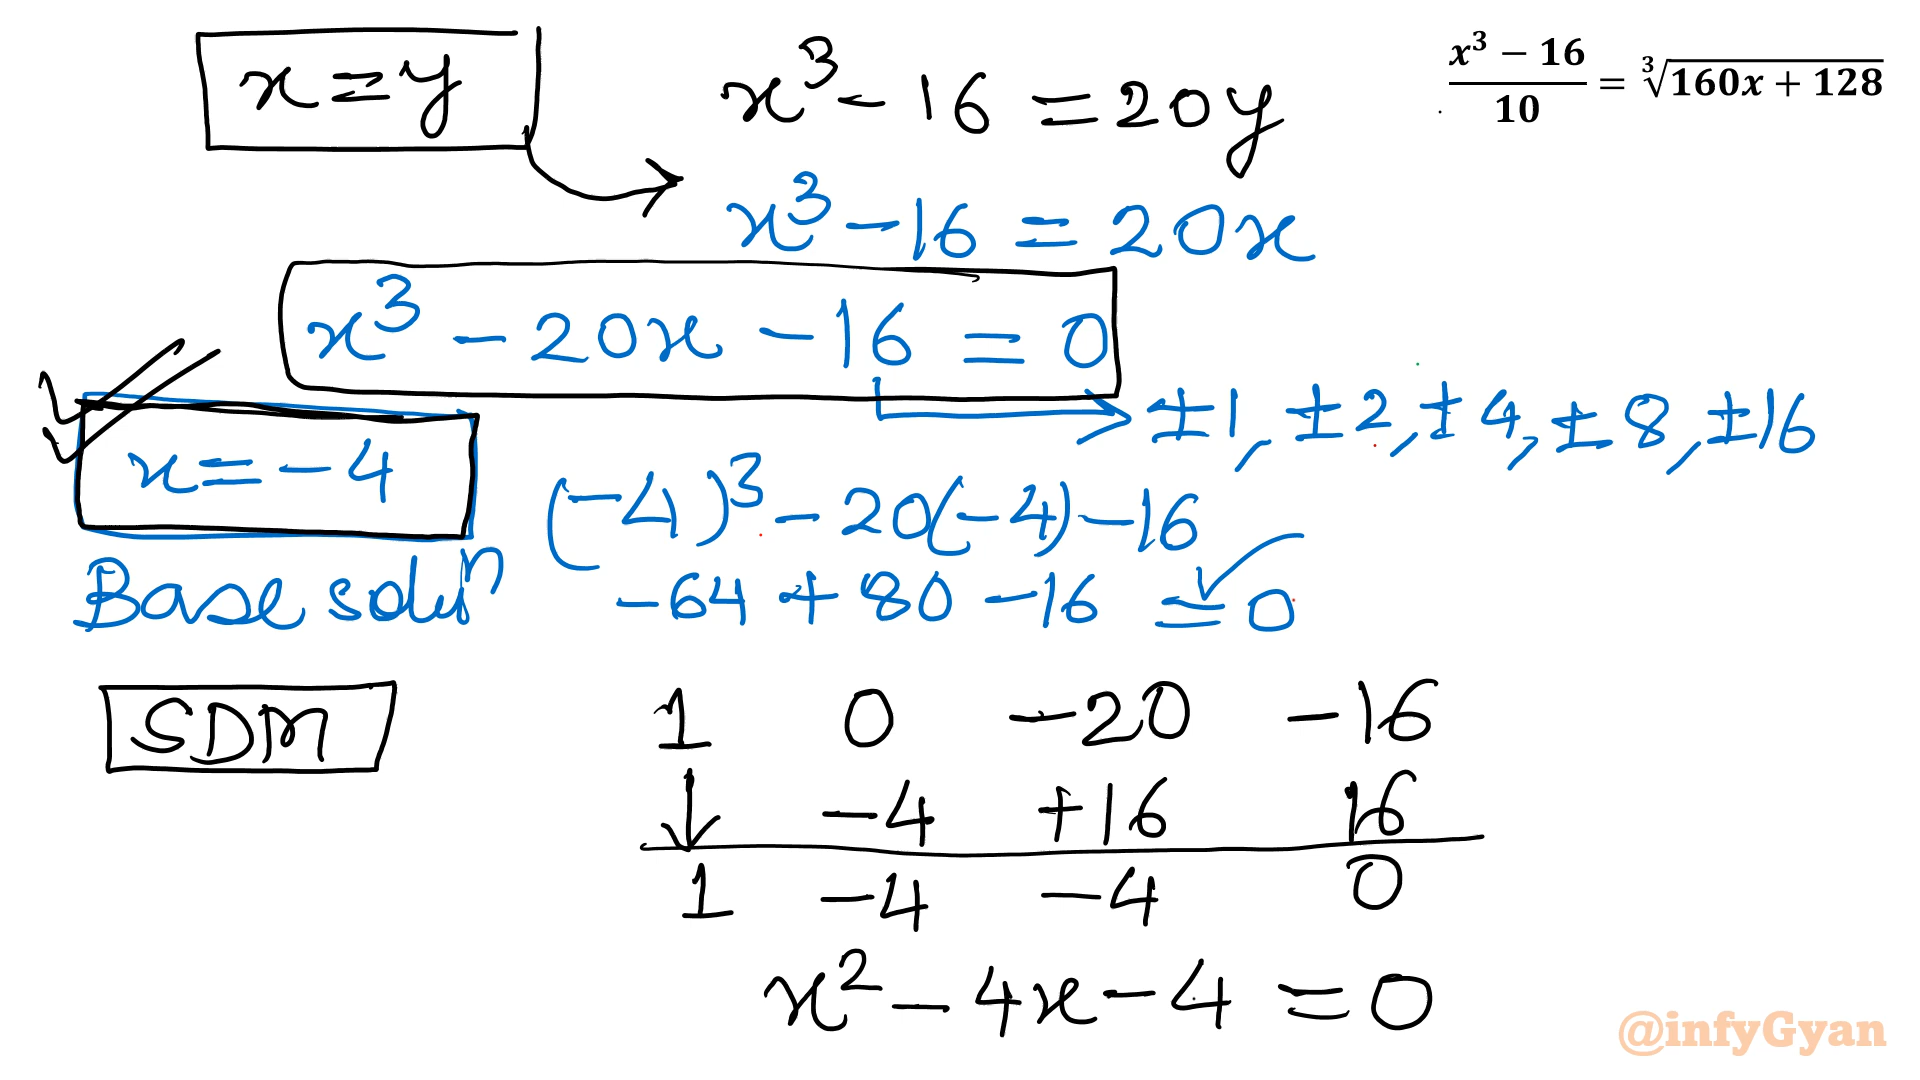 x = y
x³ - 16 = 20y
(x³ - 16)/10 = ∛(160x + 128)
x³ - 16 = 20x
x³ - 20x - 16 = 0
±1, ±2, ±4, ±8, ±16
x = -4
(-4)³ - 20(-4) - 16
Base soluⁿ
-64 + 80 - 16 = 0
SDM
1 0 -20 -16
-4 +16 16
1 -4 -4 0
x² - 4x - 4 = 0
@infyGyan